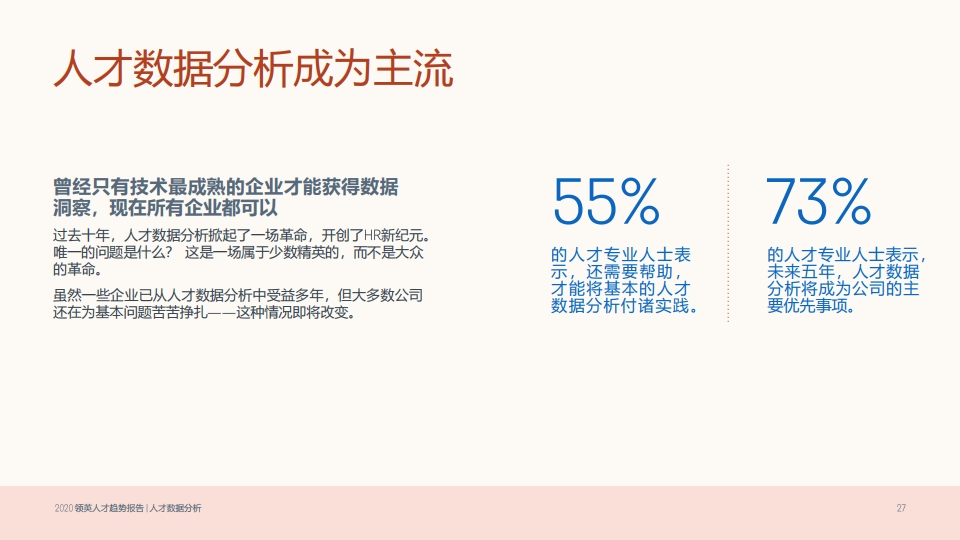 人才数据分析成为主流
曾经只有技术最成熟的企业才能获得数据
洞察，现在所有企业都可以
过去十年，人才数据分析掀起了一场革命，开创了HR新纪元。
唯一的问题是什么？ 这是一场属于少数精英的，而不是大众
的革命。
虽然一些企业已从人才数据分析中受益多年，但大多数公司
还在为基本问题苦苦挣扎——这种情况即将改变。
55%
的人才专业人士表
示，还需要帮助，
才能将基本的人才
数据分析付诸实践。
73%
的人才专业人士表示，
未来五年，人才数据
分析将成为公司的主
要优先事项。
2020 领英人才趋势报告 | 人才数据分析
27